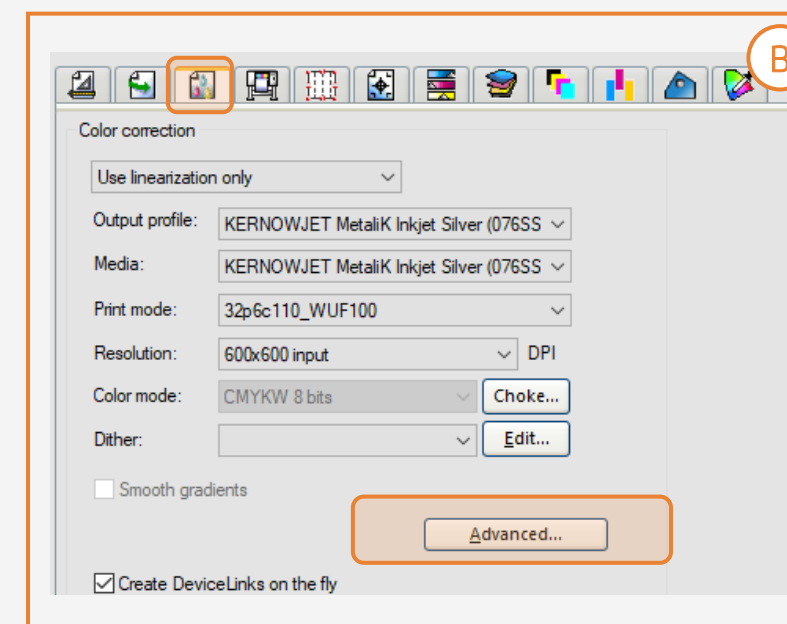 B
Color correction
Use linearization only
Output profile: KERNOWJET MetaliK Inkjet Silver (076SS
Media: KERNOWJET MetaliK Inkjet Silver (076SS
Print mode: 32p6c110_WUF100
Resolution: 600x600 input DPI
Color mode: CMYKW 8 bits Choke...
Dither: Edit...
Smooth gradients
Advanced...
Create DeviceLinks on the fly